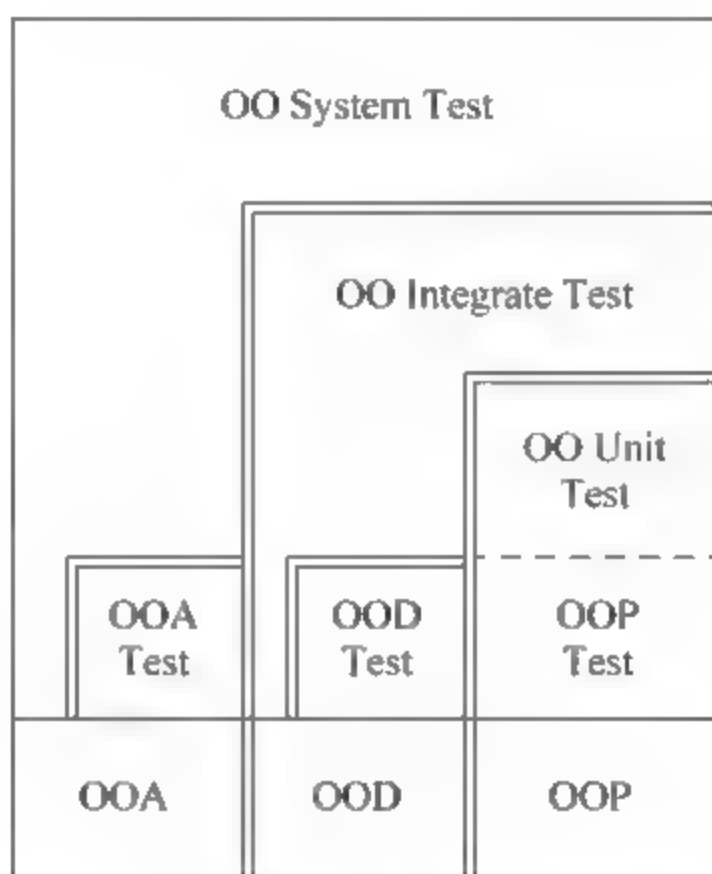 OO System Test
OO Integrate Test
OO Unit
Test
OOA
Test
OOD
Test
OOP
Test
OOA
OOD
OOP